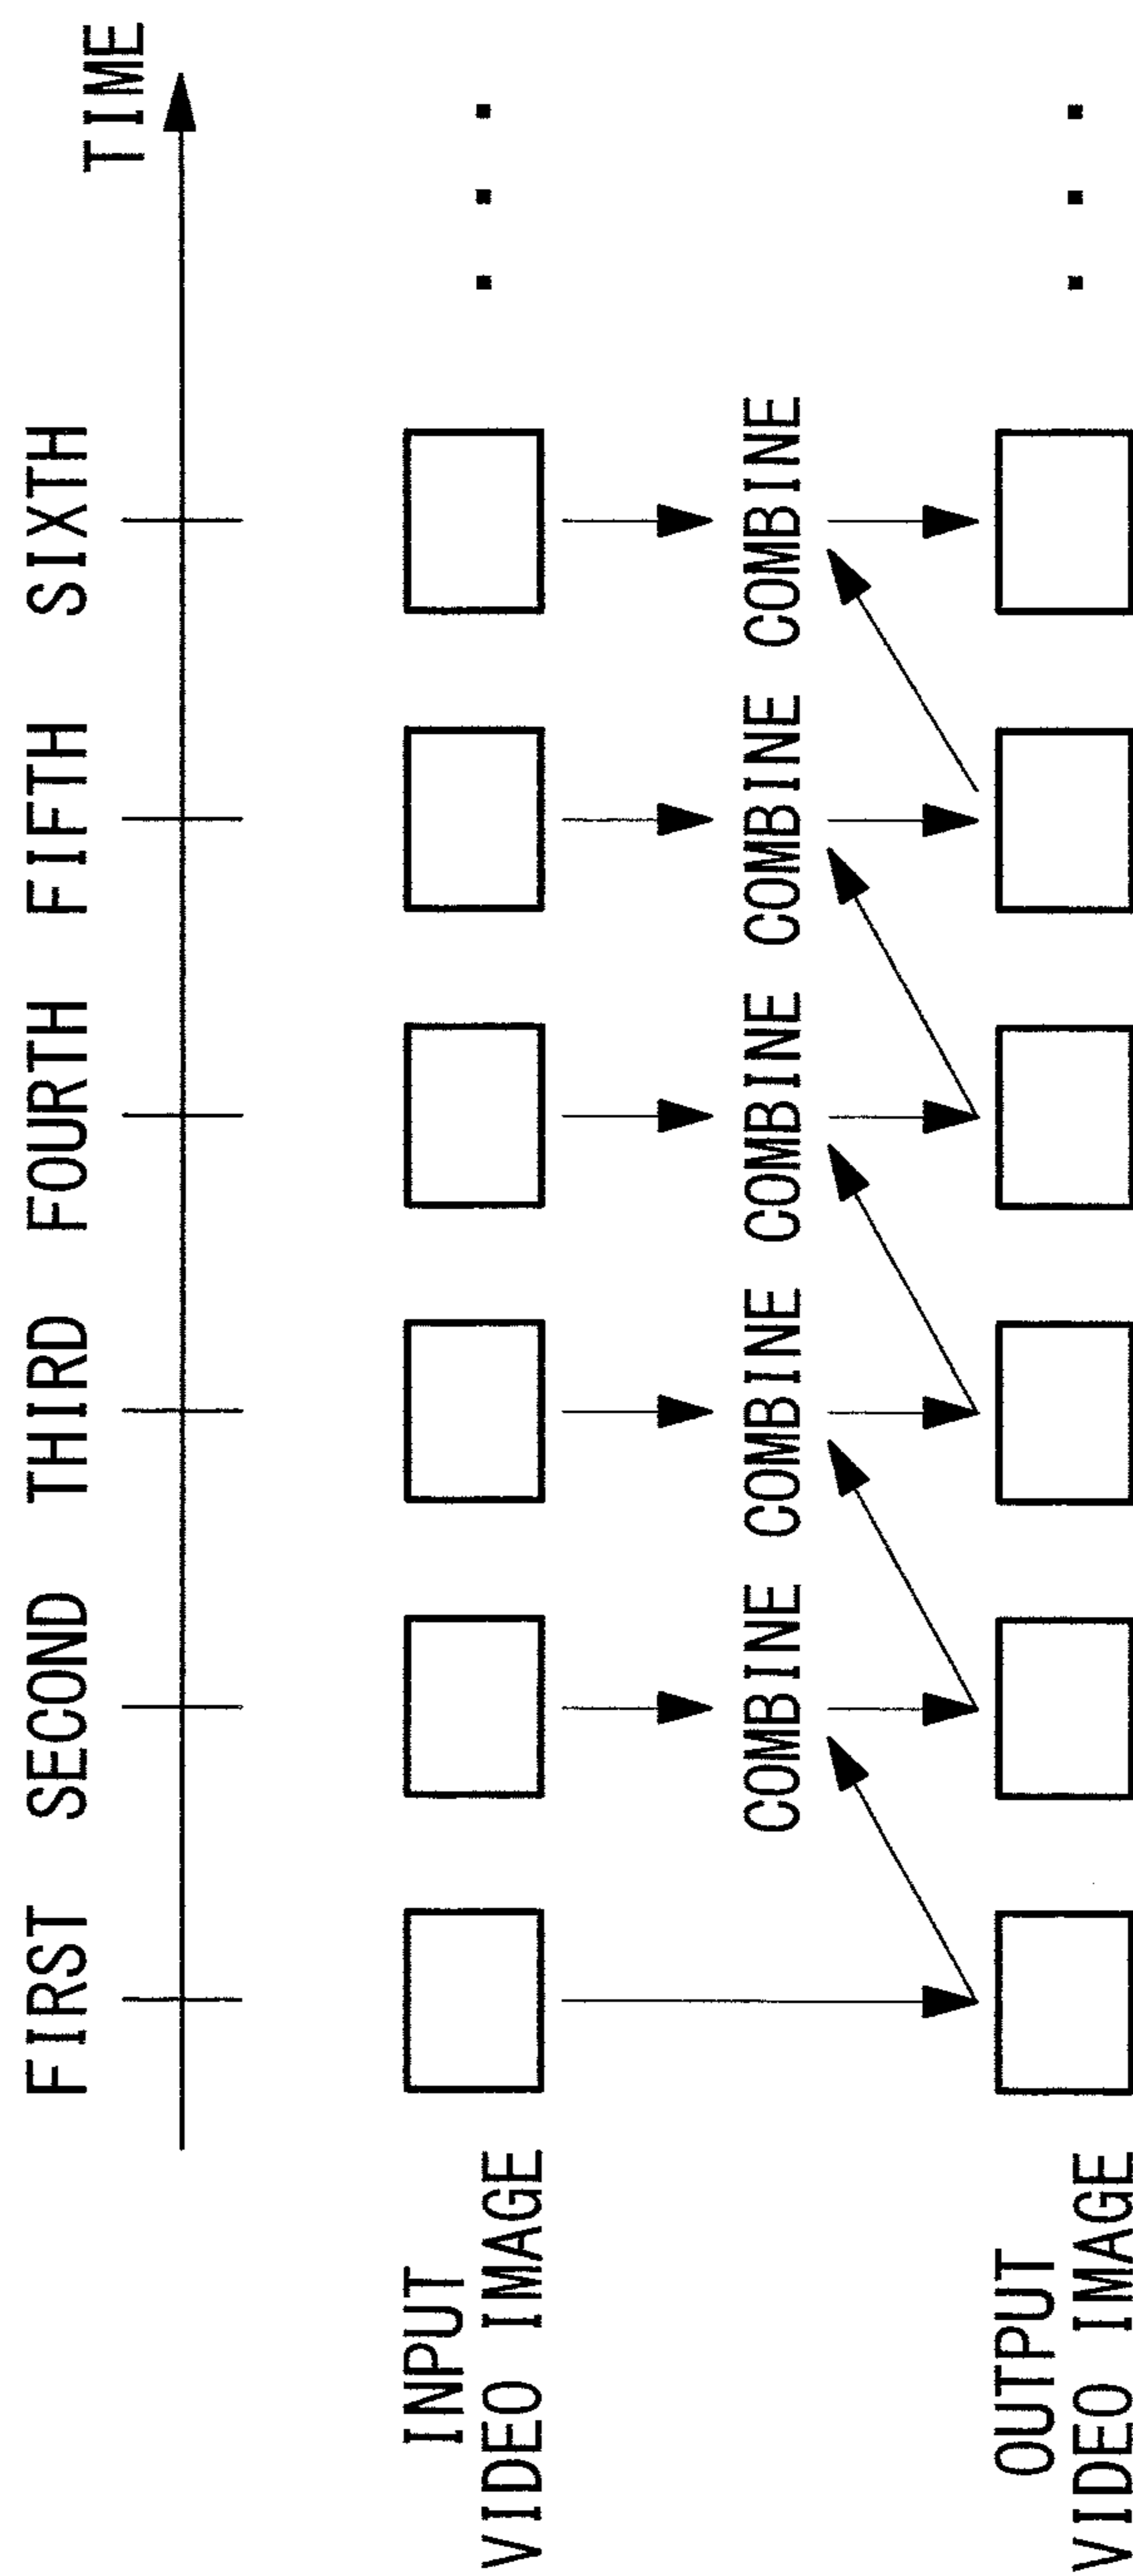 TIME
FIRST SECOND THIRD FOURTH FIFTH SIXTH
INPUT
VIDEO IMAGE
COMBINE COMBINE COMBINE COMBINE COMBINE
OUTPUT
VIDEO IMAGE